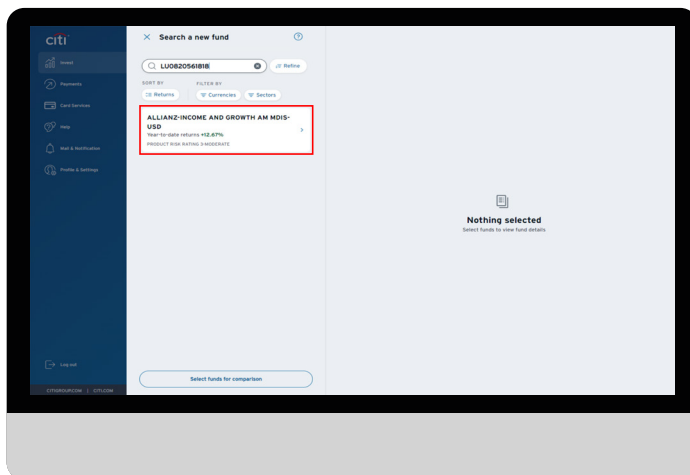 citi
Invest
Payments
Card Services
Help
Mail & Notification
Profile & Settings
Log out
CITIGROUP.COM | CITI.COM
Search a new fund
LU0820561818
Refine
SORT BY
FILTER BY
Returns
Currencies
Sectors
ALLIANZ-INCOME AND GROWTH AM MDIS-
USD
Year-to-date returns +12.67%
PRODUCT RISK RATING 3-MODERATE
Select funds for comparison
Nothing selected
Select funds to view fund details